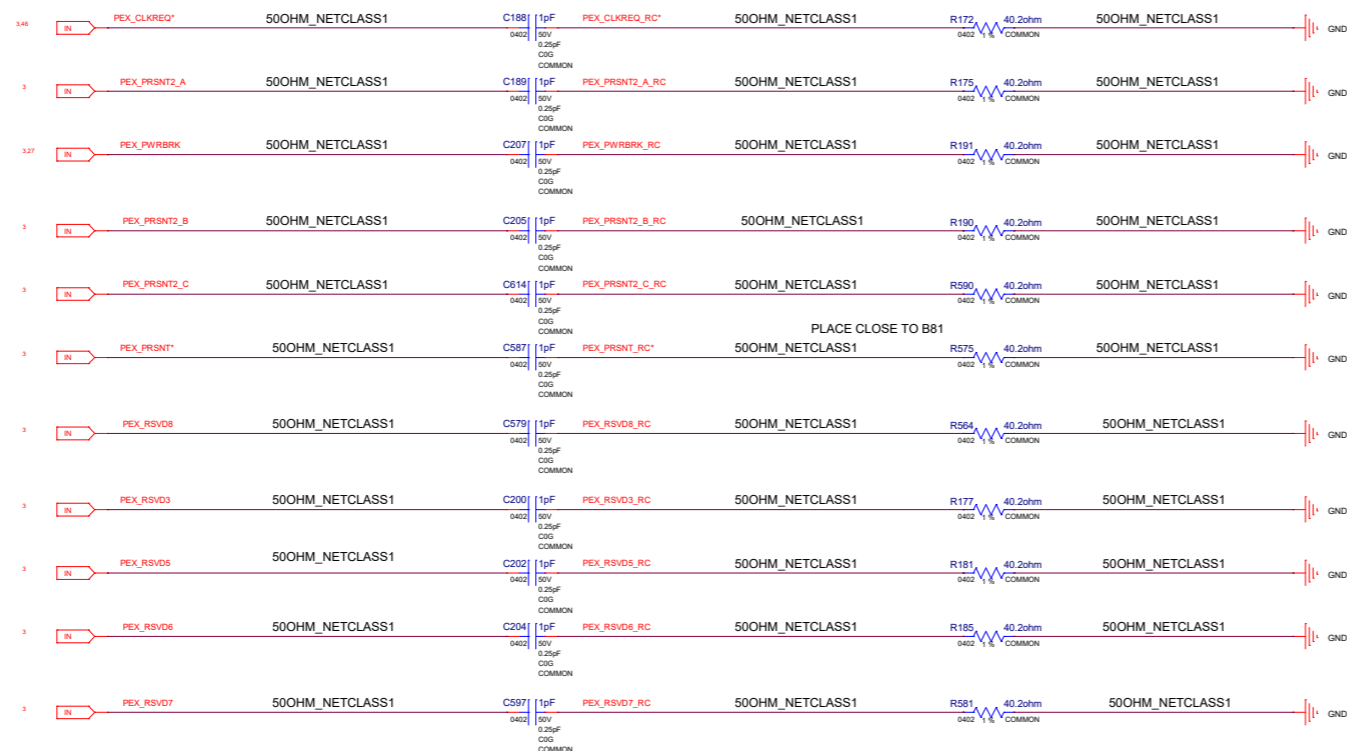 3,46 IN PEX_CLKREQ* 50OHM_NETCLASS1 C188 1pF PEX_CLKREQ_RC* 50OHM_NETCLASS1 R172 40.2ohm 50OHM_NETCLASS1 GND
0402 50V 0402 1 % COMMON
0.25pF
C0G
COMMON
3 IN PEX_PRSNT2_A 50OHM_NETCLASS1 C189 1pF PEX_PRSNT2_A_RC 50OHM_NETCLASS1 R175 40.2ohm 50OHM_NETCLASS1 GND
0402 50V 0402 1 % COMMON
0.25pF
C0G
COMMON
3,27 IN PEX_PWRBRK 50OHM_NETCLASS1 C207 1pF PEX_PWRBRK_RC 50OHM_NETCLASS1 R191 40.2ohm 50OHM_NETCLASS1 GND
0402 50V 0402 1 % COMMON
0.25pF
C0G
COMMON
3 IN PEX_PRSNT2_B 50OHM_NETCLASS1 C205 1pF PEX_PRSNT2_B_RC 50OHM_NETCLASS1 R190 40.2ohm 50OHM_NETCLASS1 GND
0402 50V 0402 1 % COMMON
0.25pF
C0G
COMMON
3 IN PEX_PRSNT2_C 50OHM_NETCLASS1 C614 1pF PEX_PRSNT2_C_RC 50OHM_NETCLASS1 R590 40.2ohm 50OHM_NETCLASS1 GND
0402 50V 0402 1 % COMMON
0.25pF
C0G
COMMON
PLACE CLOSE TO B81
3 IN PEX_PRSNT* 50OHM_NETCLASS1 C587 1pF PEX_PRSNT_RC* 50OHM_NETCLASS1 R575 40.2ohm 50OHM_NETCLASS1 GND
0402 50V 0402 1 % COMMON
0.25pF
C0G
COMMON
3 IN PEX_RSVD8 50OHM_NETCLASS1 C579 1pF PEX_RSVD8_RC 50OHM_NETCLASS1 R564 40.2ohm 50OHM_NETCLASS1 GND
0402 50V 0402 1 % COMMON
0.25pF
C0G
COMMON
3 IN PEX_RSVD3 50OHM_NETCLASS1 C200 1pF PEX_RSVD3_RC 50OHM_NETCLASS1 R177 40.2ohm 50OHM_NETCLASS1 GND
0402 50V 0402 1 % COMMON
0.25pF
C0G
COMMON
3 IN PEX_RSVD5 50OHM_NETCLASS1 C202 1pF PEX_RSVD5_RC 50OHM_NETCLASS1 R181 40.2ohm 50OHM_NETCLASS1 GND
0402 50V 0402 1 % COMMON
0.25pF
C0G
COMMON
3 IN PEX_RSVD6 50OHM_NETCLASS1 C204 1pF PEX_RSVD6_RC 50OHM_NETCLASS1 R185 40.2ohm 50OHM_NETCLASS1 GND
0402 50V 0402 1 % COMMON
0.25pF
C0G
COMMON
3 IN PEX_RSVD7 50OHM_NETCLASS1 C597 1pF PEX_RSVD7_RC 50OHM_NETCLASS1 R581 40.2ohm 50OHM_NETCLASS1 GND
0402 50V 0402 1 % COMMON
0.25pF
C0G
COMMON